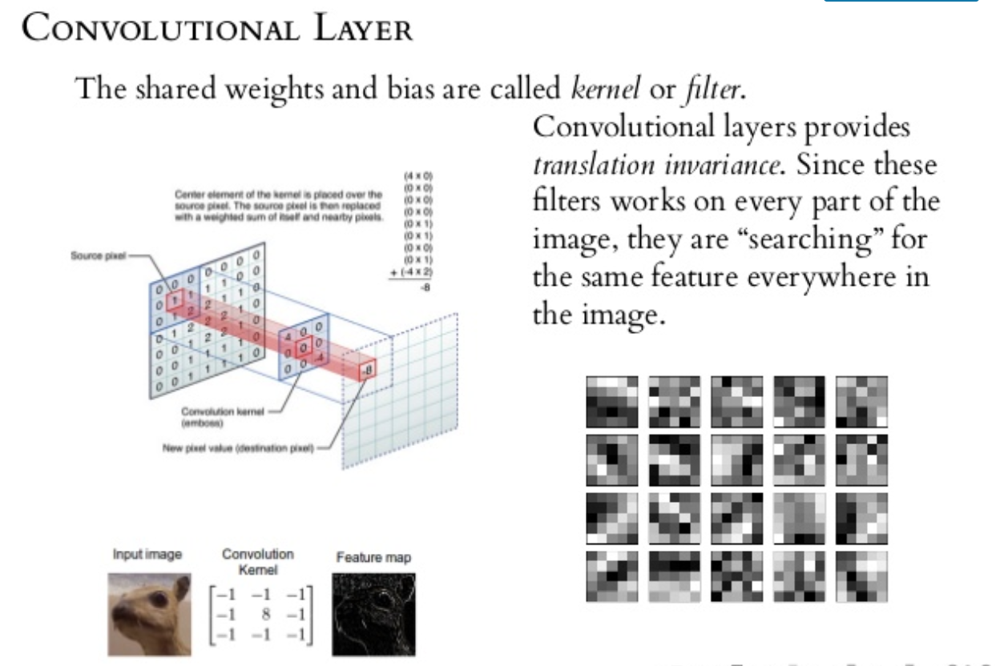 CONVOLUTIONAL LAYER
The shared weights and bias are called kernel or filter.
Convolutional layers provides
translation invariance. Since these
filters works on every part of the
image, they are “searching” for
the same feature everywhere in
the image.
Center element of the kernel is placed over the
source pixel. The source pixel is then replaced
with a weighted sum of itself and nearby pixels.
(4 x 0)
(0 x 0)
(0 x 0)
(0 x 0)
(0 x 1)
(0 x 1)
(0 x 0)
(0 x 1)
+ (-4 x 2)
-8
Source pixel
4 0 0
0 0 0
0 0 -4
-8
Convolution kernel
(emboss)
New pixel value (destination pixel)
Input image
Convolution
Kernel
Feature map
-1 -1 -1
-1 8 -1
-1 -1 -1